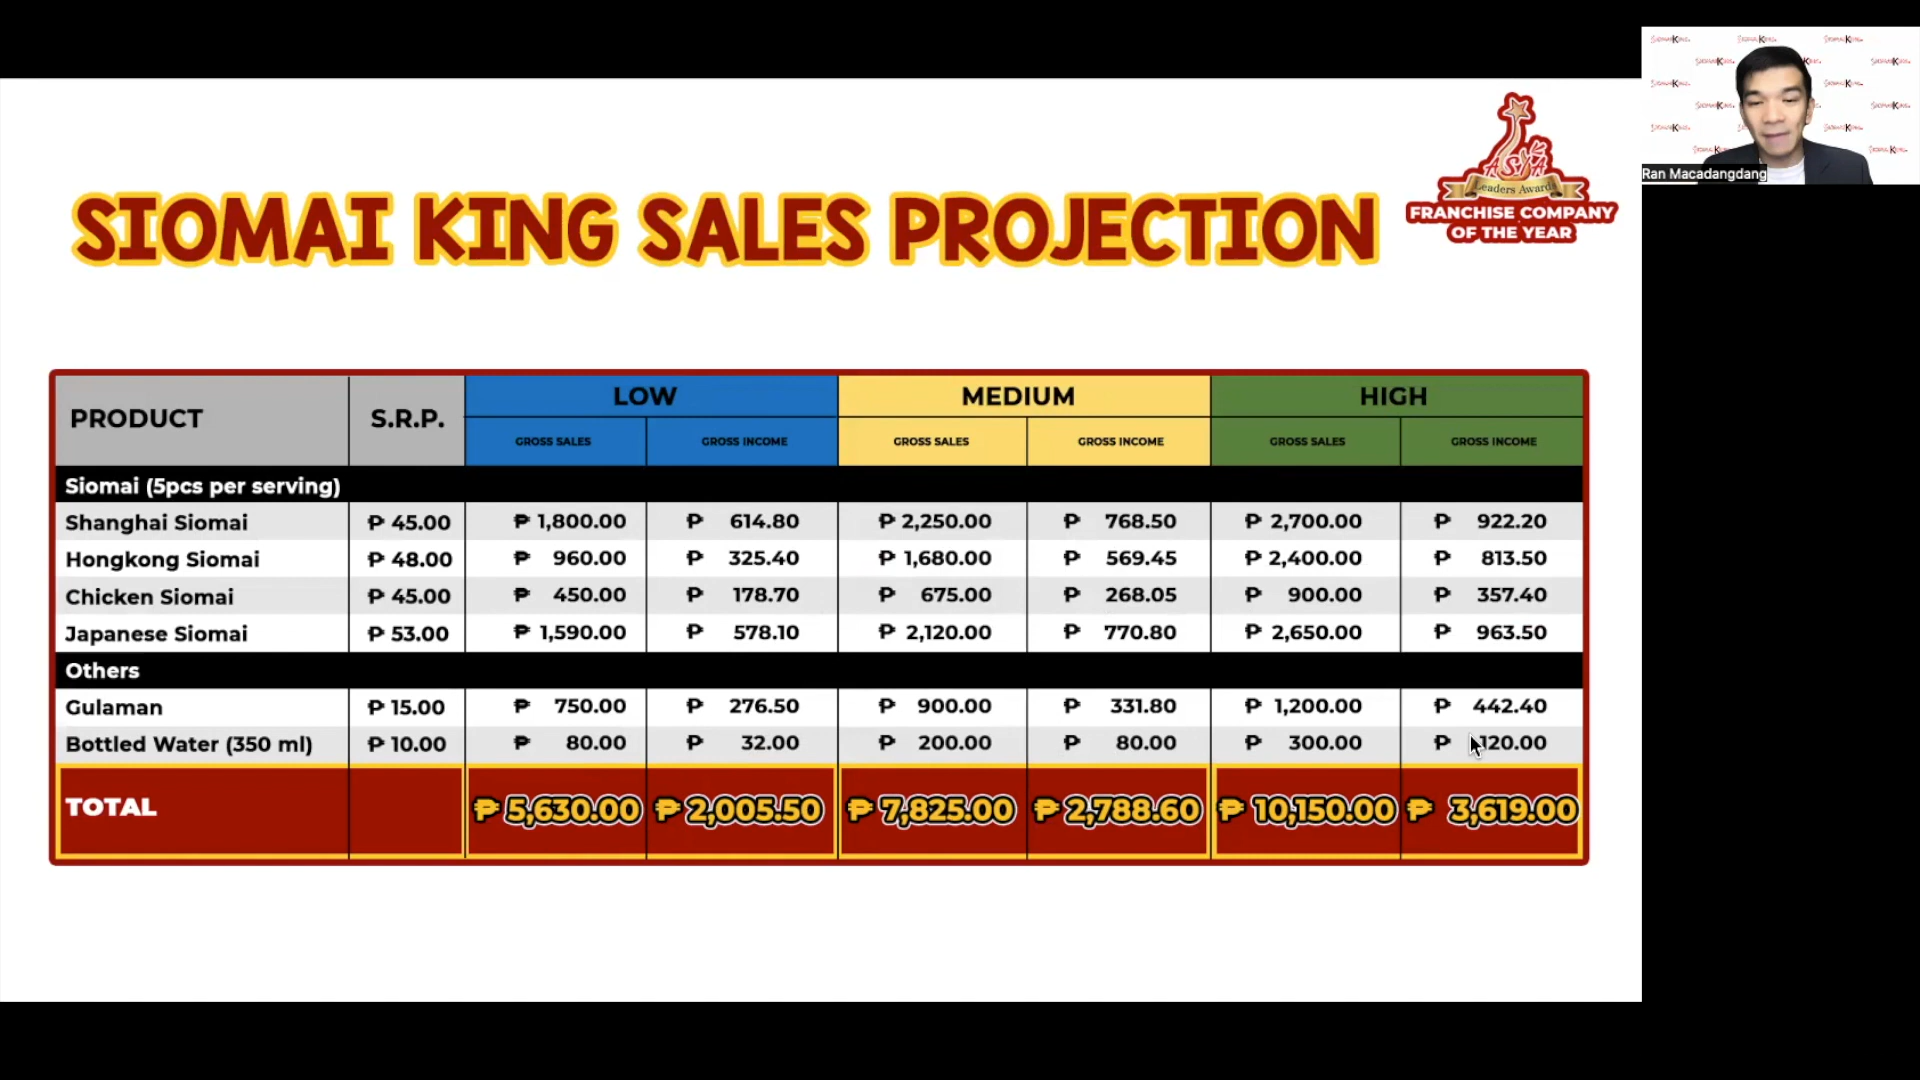 SIOMAI KING SALES PROJECTION
ASYA
Leaders Awards
FRANCHISE COMPANY
OF THE YEAR
Ran Macadangdang
PRODUCT S.R.P. LOW MEDIUM HIGH
GROSS SALES GROSS INCOME GROSS SALES GROSS INCOME GROSS SALES GROSS INCOME
Siomai (5pcs per serving)
Shanghai Siomai ₱ 45.00 ₱ 1,800.00 ₱ 614.80 ₱ 2,250.00 ₱ 768.50 ₱ 2,700.00 ₱ 922.20
Hongkong Siomai ₱ 48.00 ₱ 960.00 ₱ 325.40 ₱ 1,680.00 ₱ 569.45 ₱ 2,400.00 ₱ 813.50
Chicken Siomai ₱ 45.00 ₱ 450.00 ₱ 178.70 ₱ 675.00 ₱ 268.05 ₱ 900.00 ₱ 357.40
Japanese Siomai ₱ 53.00 ₱ 1,590.00 ₱ 578.10 ₱ 2,120.00 ₱ 770.80 ₱ 2,650.00 ₱ 963.50
Others
Gulaman ₱ 15.00 ₱ 750.00 ₱ 276.50 ₱ 900.00 ₱ 331.80 ₱ 1,200.00 ₱ 442.40
Bottled Water (350 ml) ₱ 10.00 ₱ 80.00 ₱ 32.00 ₱ 200.00 ₱ 80.00 ₱ 300.00 ₱ 120.00
TOTAL ₱ 5,630.00 ₱ 2,005.50 ₱ 7,825.00 ₱ 2,788.60 ₱ 10,150.00 ₱ 3,619.00